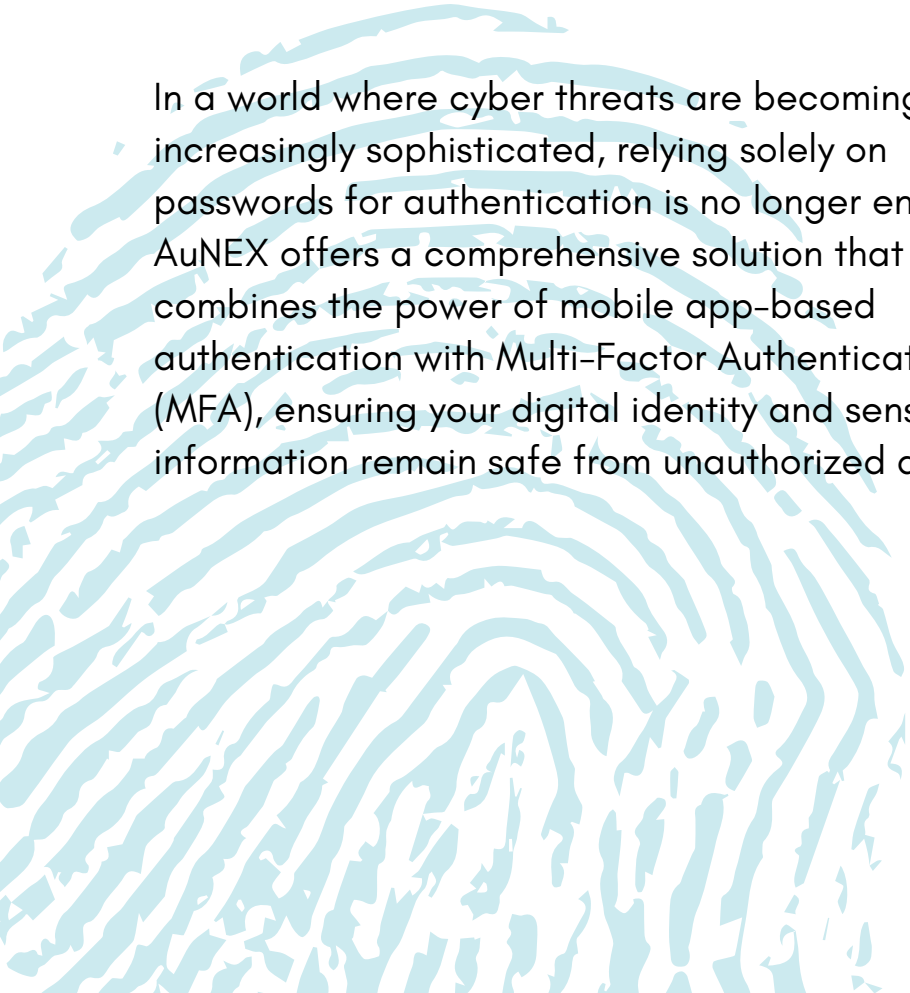 In a world where cyber threats are becoming
increasingly sophisticated, relying solely on
passwords for authentication is no longer
AuNEX offers a comprehensive solution that
combines the power of mobile app-based
authentication with Multi-Factor
(MFA), ensuring your digital identity and
information remain safe from unauthorized